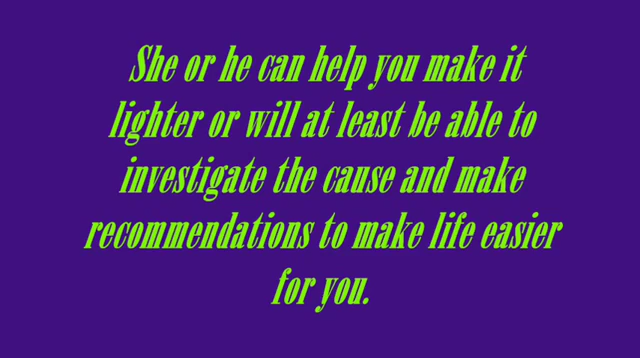 She or he can help you make it
lighter or will at least be able to
investigate the cause and make
recommendations to make life easier
for you.